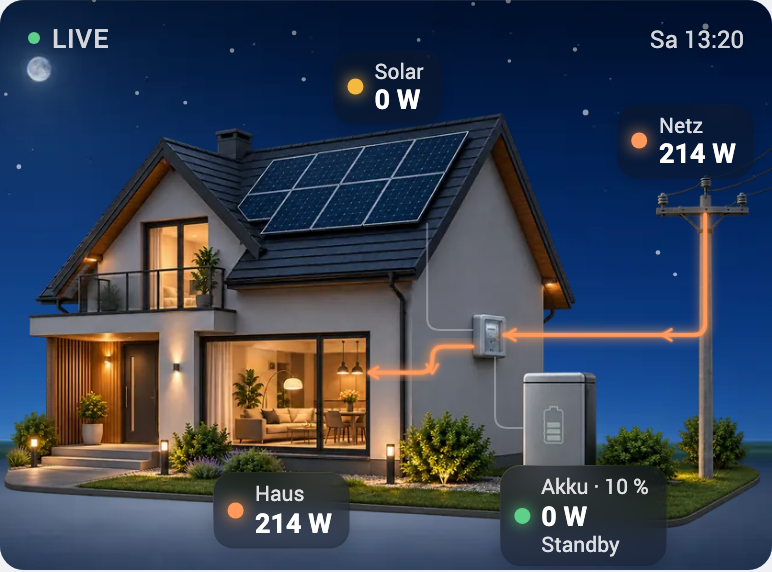 LIVE
Sa 13:20
Solar
0 W
Netz
214 W
Haus
214 W
Akku · 10 %
0 W
Standby